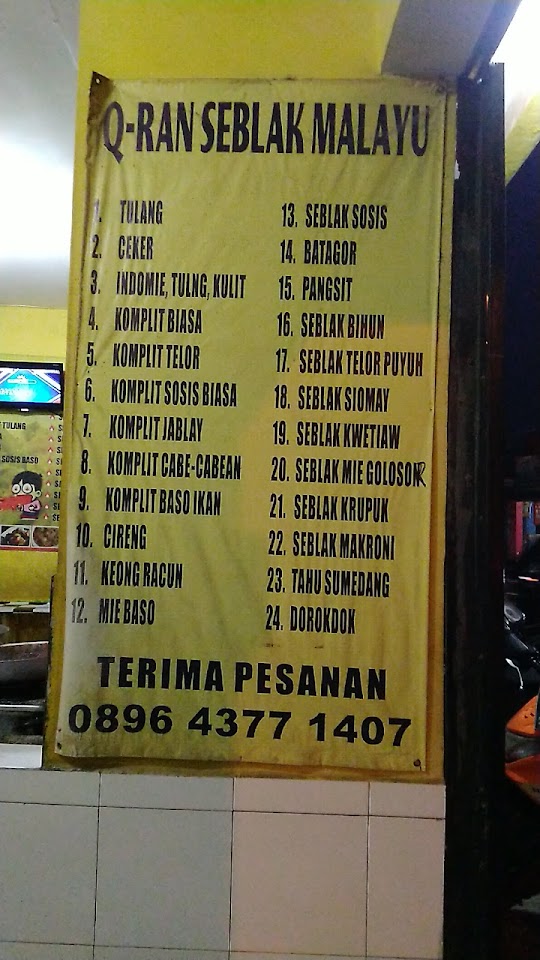 Q-RAN SEBLAK MALAYU
1. TULANG
2. CEKER
3. INDOMIE, TULNG, KULIT
4. KOMPLIT BIASA
5. KOMPLIT TELOR
6. KOMPLIT SOSIS BIASA
7. KOMPLIT JABLAY
8. KOMPLIT CABE-CABEAN
9. KOMPLIT BASO IKAN
10. CIRENG
11. KEONG RACUN
12. MIE BASO
13. SEBLAK SOSIS
14. BATAGOR
15. PANGSIT
16. SEBLAK BIHUN
17. SEBLAK TELOR PUYUH
18. SEBLAK SIOMAY
19. SEBLAK KWETIAW
20. SEBLAK MIE GOLOSOR
21. SEBLAK KRUPUK
22. SEBLAK MAKRONI
23. TAHU SUMEDANG
24. DOROKDOK
TERIMA PESANAN
0896 4377 1407
TULANG
SOSIS BASO